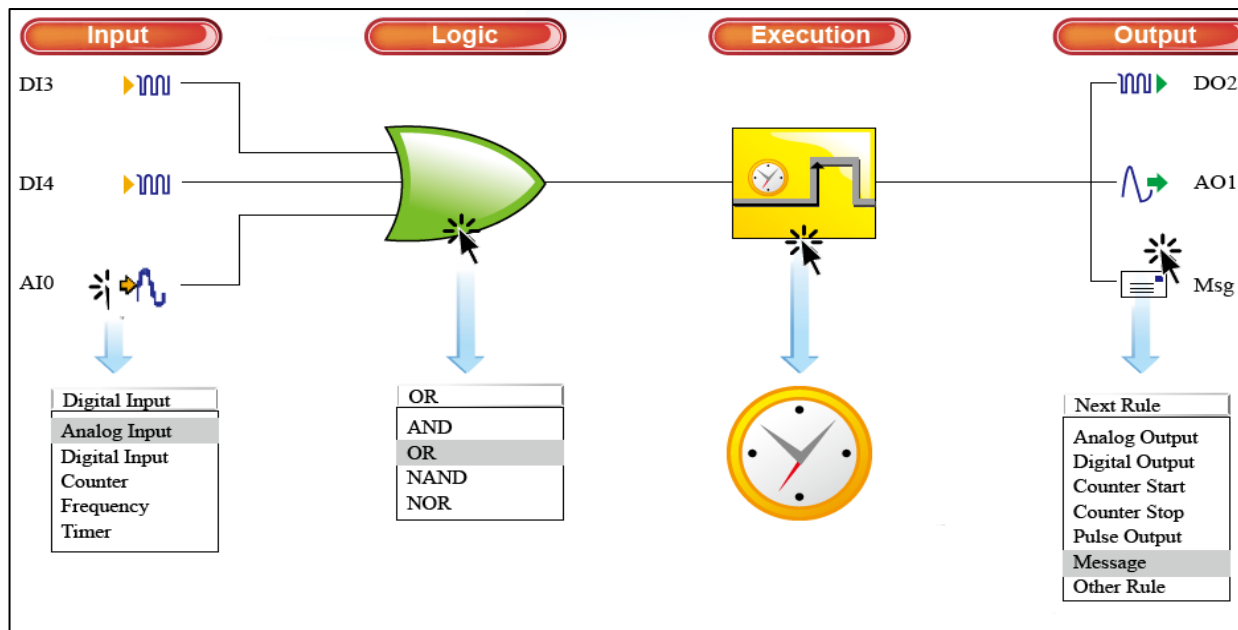 Input
Logic
Execution
Output
DI3
DO2
DI4
AO1
AI0
Msg
Digital Input
Analog Input
Digital Input
Counter
Frequency
Timer
OR
AND
OR
NAND
NOR
Next Rule
Analog Output
Digital Output
Counter Start
Counter Stop
Pulse Output
Message
Other Rule